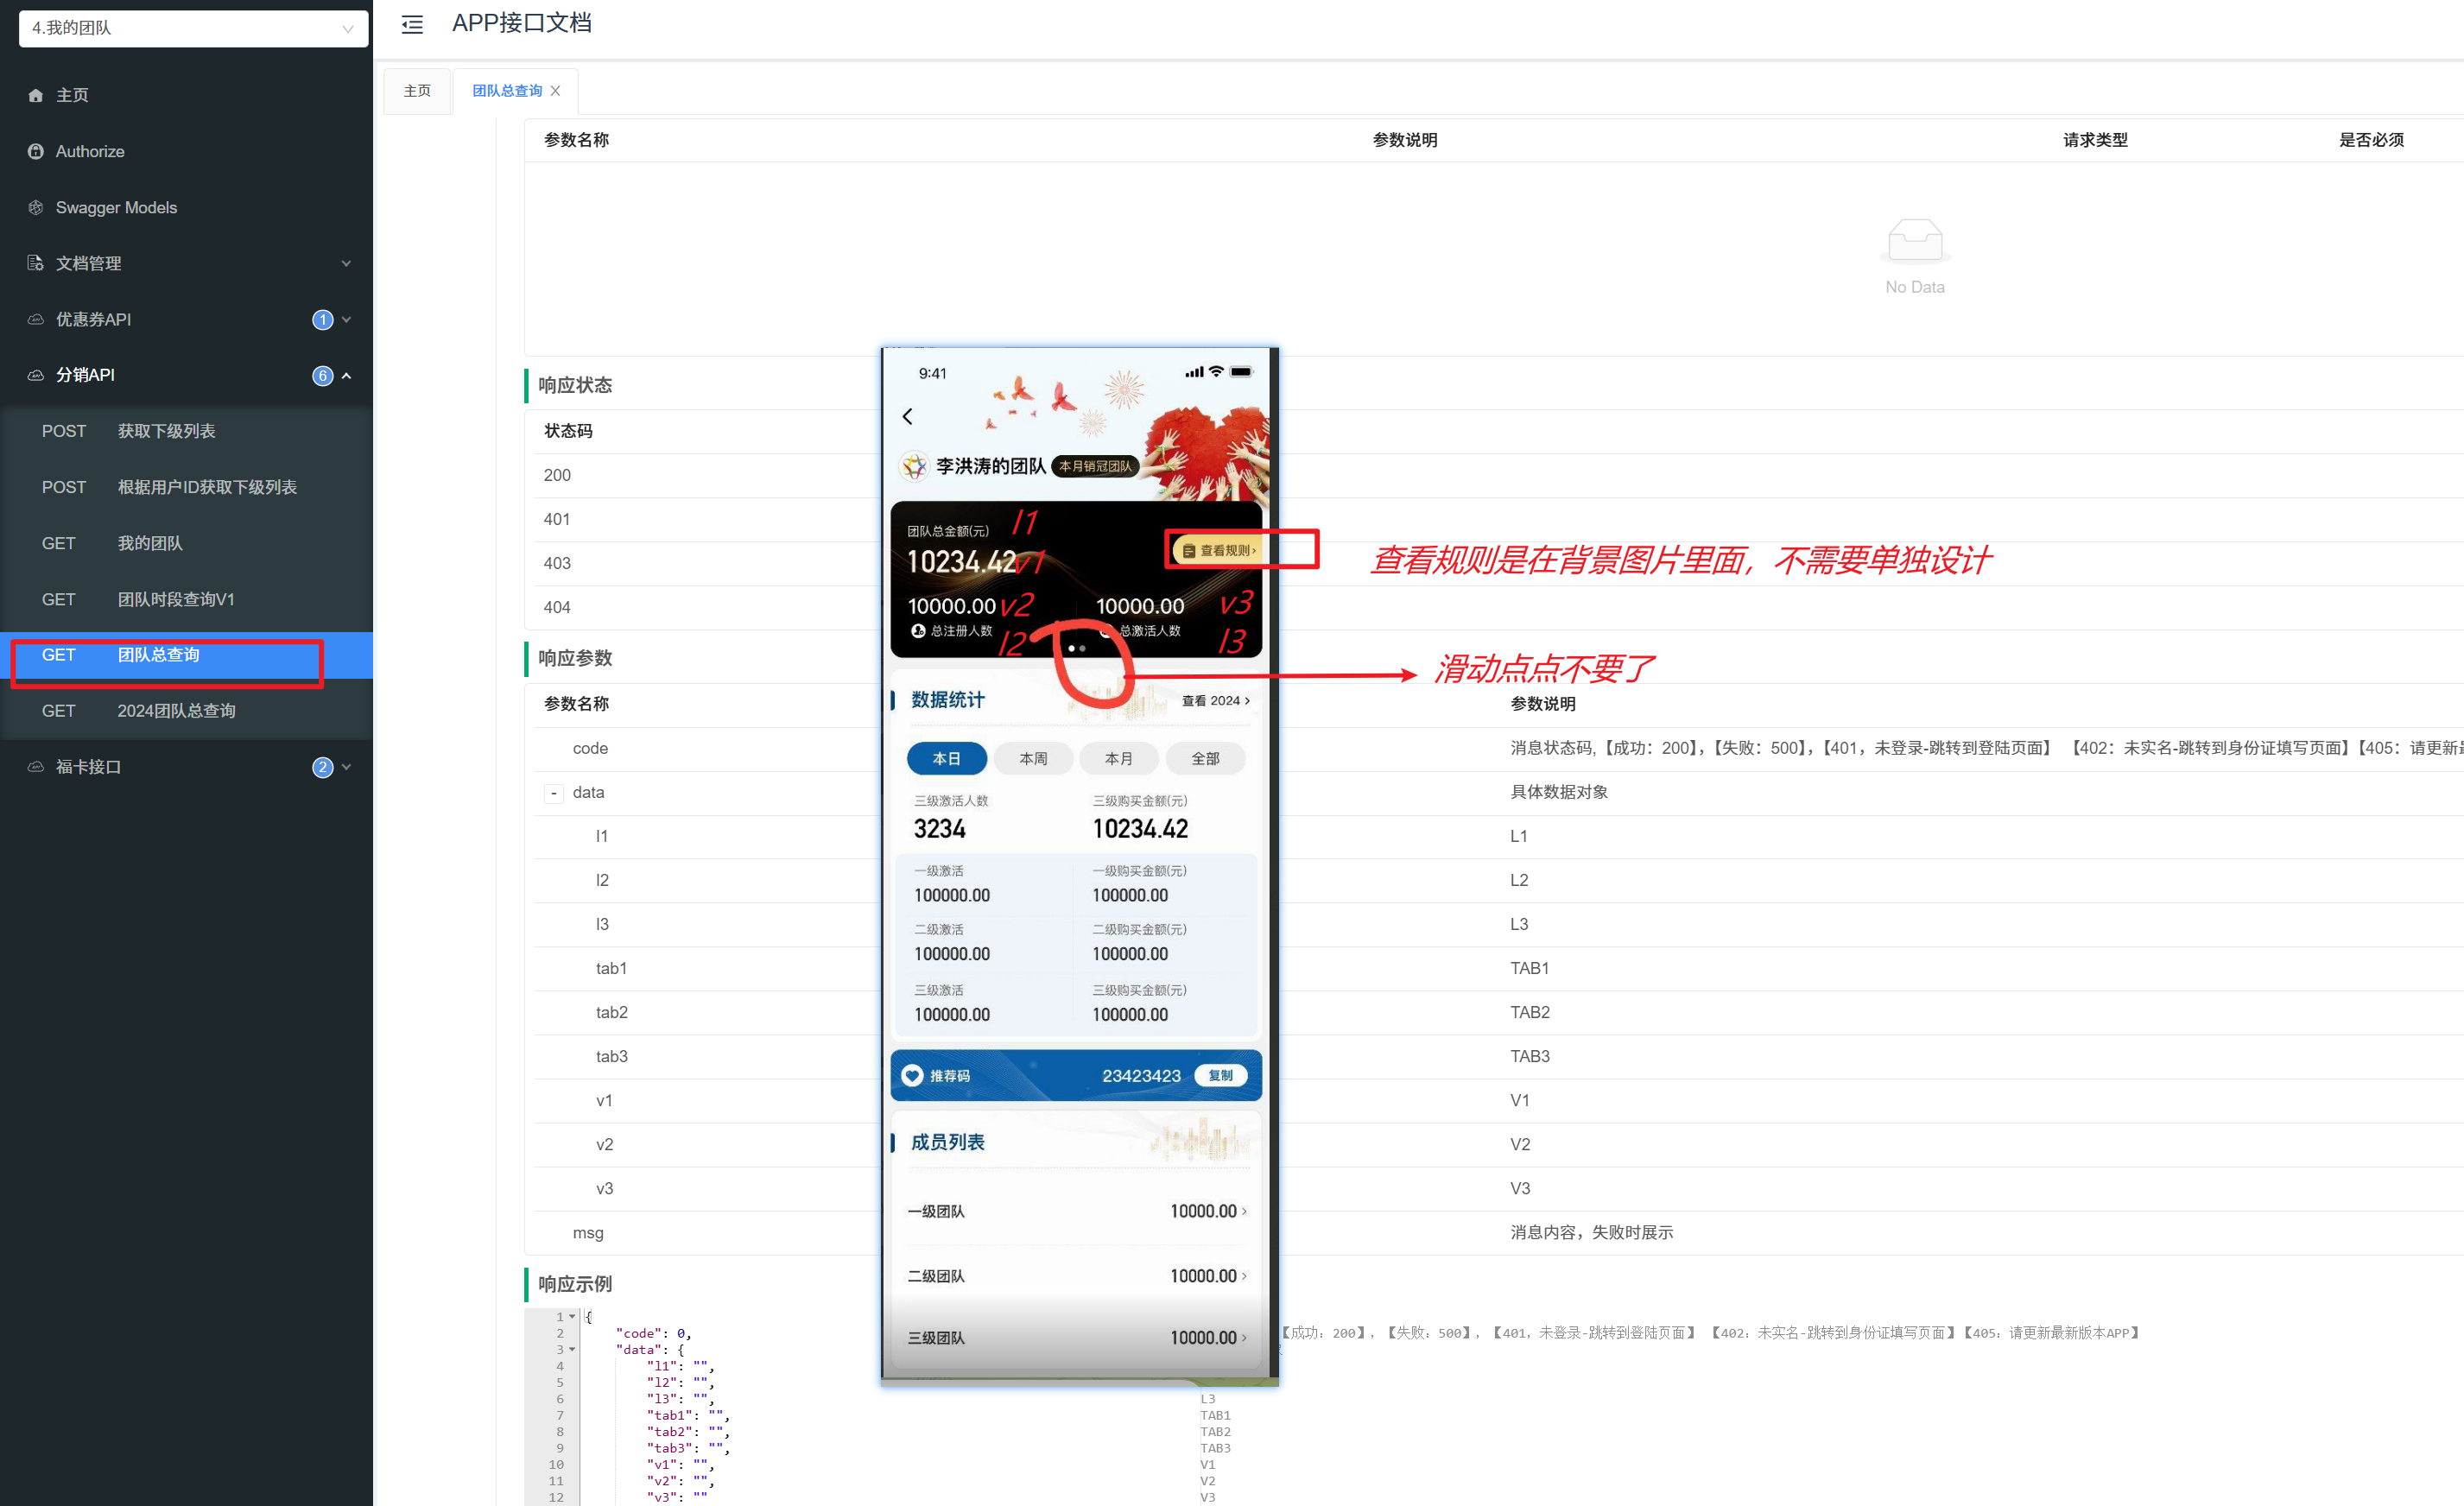 4.我的团队
APP接口文档
主页
Authorize
Swagger Models
文档管理
优惠券API 1
分销API 6
POST 获取下级列表
POST 根据用户ID获取下级列表
GET 我的团队
GET 团队时段查询V1
GET 团队总查询
GET 2024团队总查询
福卡接口 2
主页 团队总查询
参数名称 参数说明 请求类型 是否必须
No Data
响应状态
状态码
200
401
403
404
响应参数
参数名称 参数说明
code 消息状态码,【成功：200】,【失败：500】,【401，未登录-跳转到登陆页面】 【402：未实名-跳转到身份证填写页面】【405：请更新
- data 具体数据对象
l1 L1
l2 L2
l3 L3
tab1 TAB1
tab2 TAB2
tab3 TAB3
v1 V1
v2 V2
v3 V3
msg 消息内容，失败时展示
响应示例
1 {
2 "code": 0,
【成功：200】，【失败：500】，【401，未登录-跳转到登陆页面】 【402：未实名-跳转到身份证填写页面】【405：请更新最新版本APP】
3 "data": {
4 "l1": "",
5 "l2": "",
6 "l3": "", L3
7 "tab1": "", TAB1
8 "tab2": "", TAB2
9 "tab3": "", TAB3
10 "v1": "", V1
11 "v2": "", V2
12 "v3": "" V3
9:41
李洪涛的团队 本月销冠团队
团队总金额(元) l1
10234.42 v1
查看规则
查看规则是在背景图片里面，不需要单独设计
10000.00 v2 10000.00 v3
总注册人数 l2 总激活人数 l3
滑动点点不要了
数据统计 查看 2024
本日 本周 本月 全部
三级激活人数 三级购买金额(元)
3234 10234.42
一级激活 一级购买金额(元)
100000.00 100000.00
二级激活 二级购买金额(元)
100000.00 100000.00
三级激活 三级购买金额(元)
100000.00 100000.00
推荐码 23423423 复制
成员列表
一级团队 10000.00
二级团队 10000.00
三级团队 10000.00